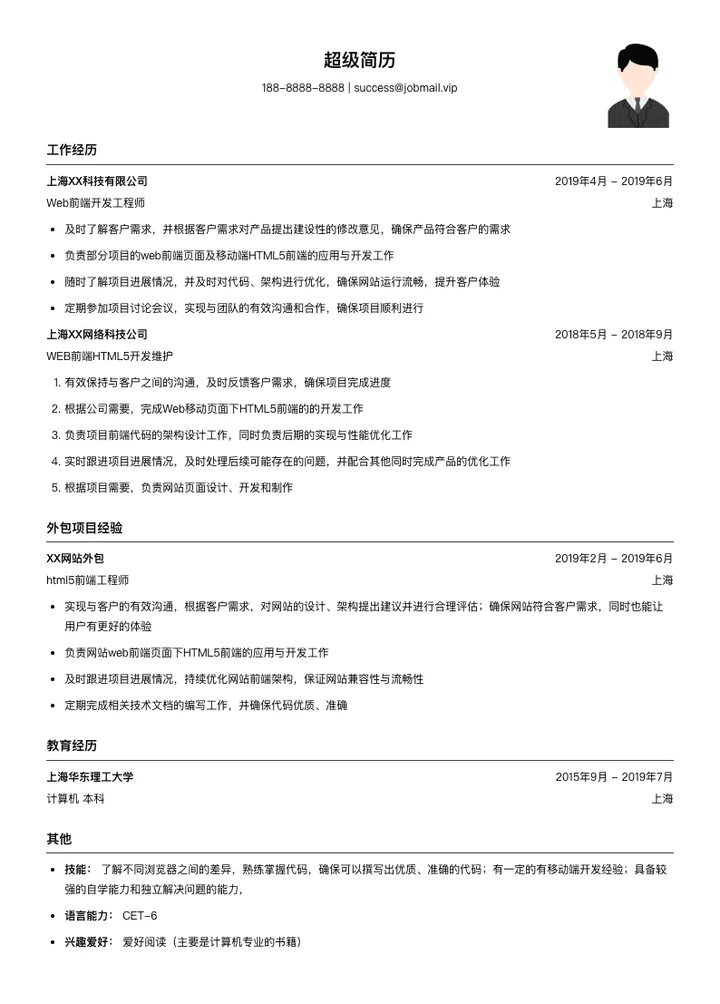 超级简历
188-8888-8888 | success@jobmail.vip
工作经历
上海XX科技有限公司 2019年4月 – 2019年6月
Web前端开发工程师 上海
• 及时了解客户需求，并根据客户需求对产品提出建设性的修改意见，确保产品符合客户的需求
• 负责部分项目的web前端页面及移动端HTML5前端的应用与开发工作
• 随时了解项目进展情况，并及时对代码、架构进行优化，确保网站运行流畅，提升客户体验
• 定期参加项目讨论会议，实现与团队的有效沟通和合作，确保项目顺利进行
上海XX网络科技公司 2018年5月 – 2018年9月
WEB前端HTML5开发维护 上海
1. 有效保持与客户之间的沟通，及时反馈客户需求，确保项目完成进度
2. 根据公司需要，完成Web移动页面下HTML5前端的的开发工作
3. 负责项目前端代码的架构设计工作，同时负责后期的实现与性能优化工作
4. 实时跟进项目进展情况，及时处理后续可能存在的问题，并配合其他同时完成产品的优化工作
5. 根据项目需要，负责网站页面设计、开发和制作
外包项目经验
XX网站外包 2019年2月 – 2019年6月
html5前端工程师 上海
• 实现与客户的有效沟通，根据客户需求，对网站的设计、架构提出建议并进行合理评估；确保网站符合客户需求，同时也能让
用户有更好的体验
• 负责网站web前端页面下HTML5前端的应用与开发工作
• 及时跟进项目进展情况，持续优化网站前端架构，保证网站兼容性与流畅性
• 定期完成相关技术文档的编写工作，并确保代码优质、准确
教育经历
上海华东理工大学 2015年9月 – 2019年7月
计算机 本科 上海
其他
• 技能： 了解不同浏览器之间的差异，熟练掌握代码，确保可以撰写出优质、准确的代码；有一定的有移动端开发经验；具备较
强的自学能力和独立解决问题的能力，
• 语言能力： CET-6
• 兴趣爱好： 爱好阅读（主要是计算机专业的书籍）